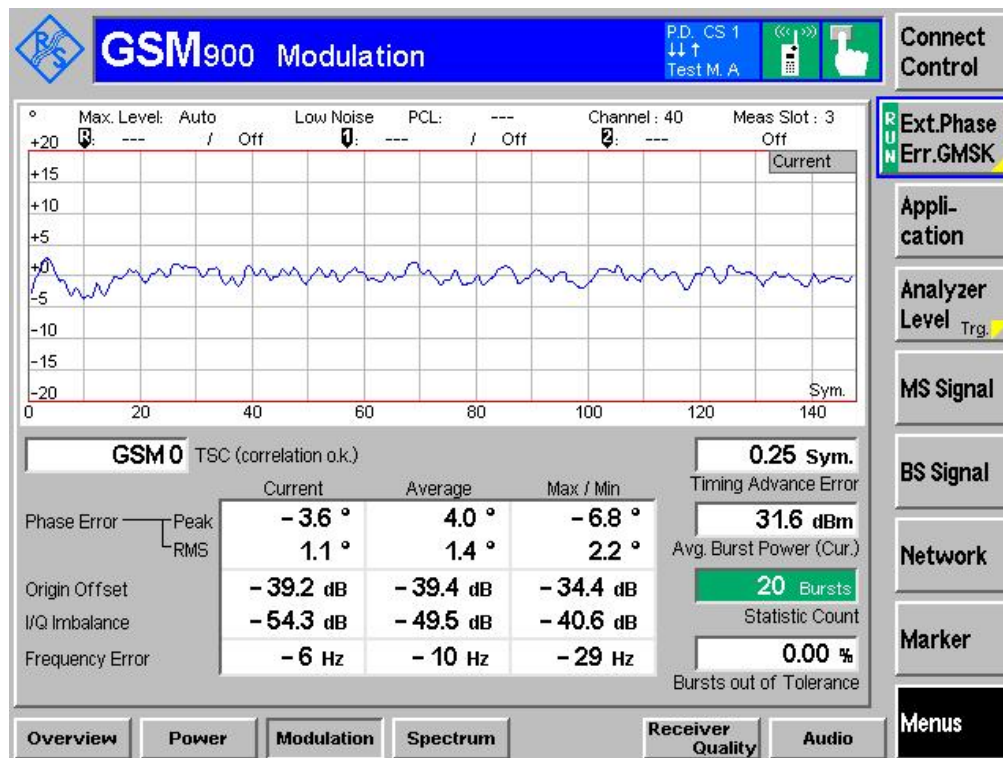 R&S
GSM900 Modulation
P.D. CS 1
↓↓↑
Test M. A
Connect Control
° Max. Level: Auto Low Noise PCL: --- Channel : 40 Meas Slot : 3
R: --- / Off 1: --- / Off 2: --- Off
Current
+20
+15
+10
+5
+0
-5
-10
-15
-20
Sym.
0 20 40 60 80 100 120 140
RUN
Ext.Phase Err.GMSK
Appli-
cation
Analyzer Level Trg.
MS Signal
BS Signal
Network
Marker
Menus
GSM 0 TSC (correlation o.k.)
0.25 Sym.
Timing Advance Error
Current Average Max / Min
Phase Error Peak – 3.6 ° 4.0 ° – 6.8 °
RMS 1.1 ° 1.4 ° 2.2 °
31.6 dBm
Avg. Burst Power (Cur.)
Origin Offset – 39.2 dB – 39.4 dB – 34.4 dB
I/Q Imbalance – 54.3 dB – 49.5 dB – 40.6 dB
Frequency Error – 6 Hz – 10 Hz – 29 Hz
20 Bursts
Statistic Count
0.00 %
Bursts out of Tolerance
Overview Power Modulation Spectrum Receiver Quality Audio